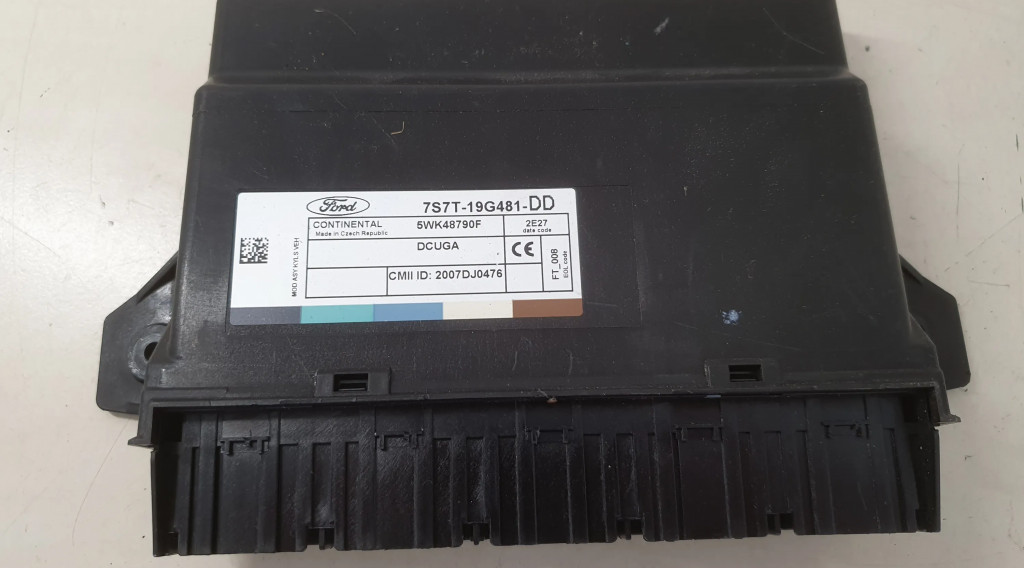 Ford 7S7T-19G481-DD
CONTINENTAL 5WK48790F 2E27
Made in Czech Republic date code
DCUGA CE
FT_008
EOL code
CMII ID: 2007DJ0476
MOD ASY KYLS VEH